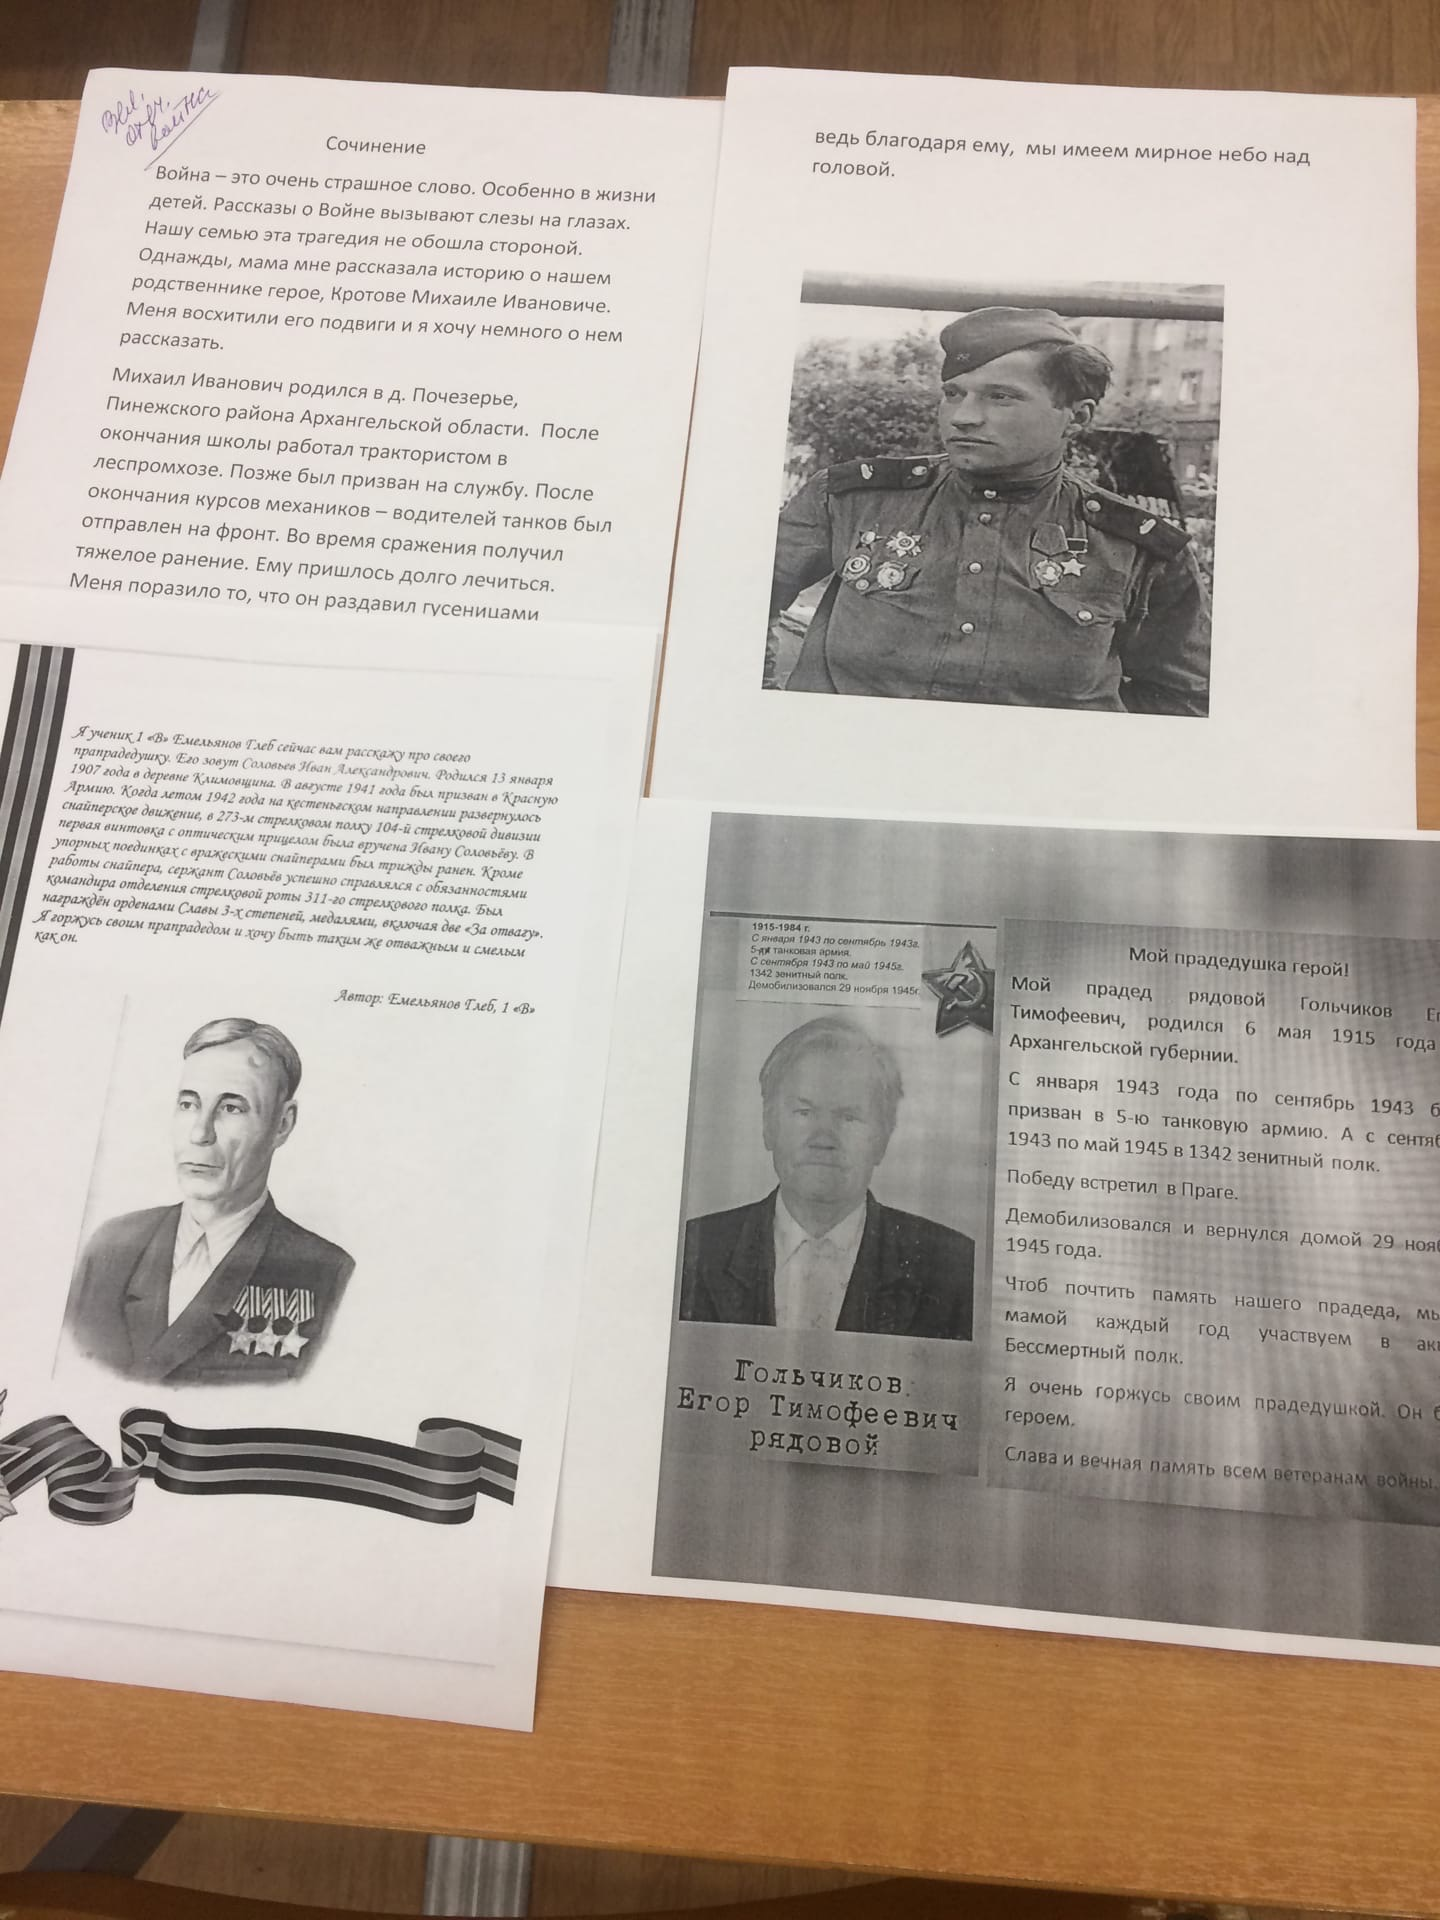 Вел.
Отеч.
война
Сочинение
Война – это очень страшное слово. Особенно в жизни
детей. Рассказы о Войне вызывают слезы на глазах.
Нашу семью эта трагедия не обошла стороной.
Однажды, мама мне рассказала историю о нашем
родственнике герое, Кротове Михаиле Ивановиче.
Меня восхитили его подвиги и я хочу немного о нем
рассказать.
Михаил Иванович родился в д. Почезерье,
Пинежского района Архангельской области. После
окончания школы работал трактористом в
леспромхозе. Позже был призван на службу. После
окончания курсов механиков – водителей танков был
отправлен на фронт. Во время сражения получил
тяжелое ранение. Ему пришлось долго лечиться.
Меня поразило то, что он раздавил гусеницами
ведь благодаря ему, мы имеем мирное небо над
головой.
Я ученик 1 «В» Емельянов Глеб сейчас вам расскажу про своего
прапрадедушку. Его зовут Соловьев Иван Александрович. Родился 13 января
1907 года в деревне Климовщина. В августе 1941 года был призван в Красную
Армию. Когда летом 1942 года на кестеньгском направлении развернулось
снайперское движение, в 273-м стрелковом полку 104-й стрелковой дивизии
первая винтовка с оптическим прицелом была вручена Ивану Соловьёву. В
упорных поединках с вражескими снайперами был трижды ранен. Кроме
работы снайпера, сержант Соловьёв успешно справлялся с обязанностями
командира отделения стрелковой роты 311-го стрелкового полка. Был
награждён орденами Славы 3-х степеней, медалями, включая две «За отвагу».
Я горжусь своим прапрадедом и хочу быть таким же отважным и смелым
как он.
Автор: Емельянов Глеб, 1 «В»
1915-1984 г.
С января 1943 по сентябрь 1943г.
5-я танковая армия.
С сентября 1943 по май 1945г.
1342 зенитный полк.
Демобилизовался 29 ноября 1945г.
Гольчиков.
Егор Тимофеевич
рядовой
Мой прадедушка герой!
Мой прадед рядовой Гольчиков Ег
Тимофеевич, родился 6 мая 1915 года
Архангельской губернии.
С января 1943 года по сентябрь 1943 б
призван в 5-ю танковую армию. А с сентяб
1943 по май 1945 в 1342 зенитный полк.
Победу встретил в Праге.
Демобилизовался и вернулся домой 29 нояб
1945 года.
Чтоб почтить память нашего прадеда, мы
мамой каждый год участвуем в акц
Бессмертный полк.
Я очень горжусь своим прадедушкой. Он б
героем.
Слава и вечная память всем ветеранам войны.